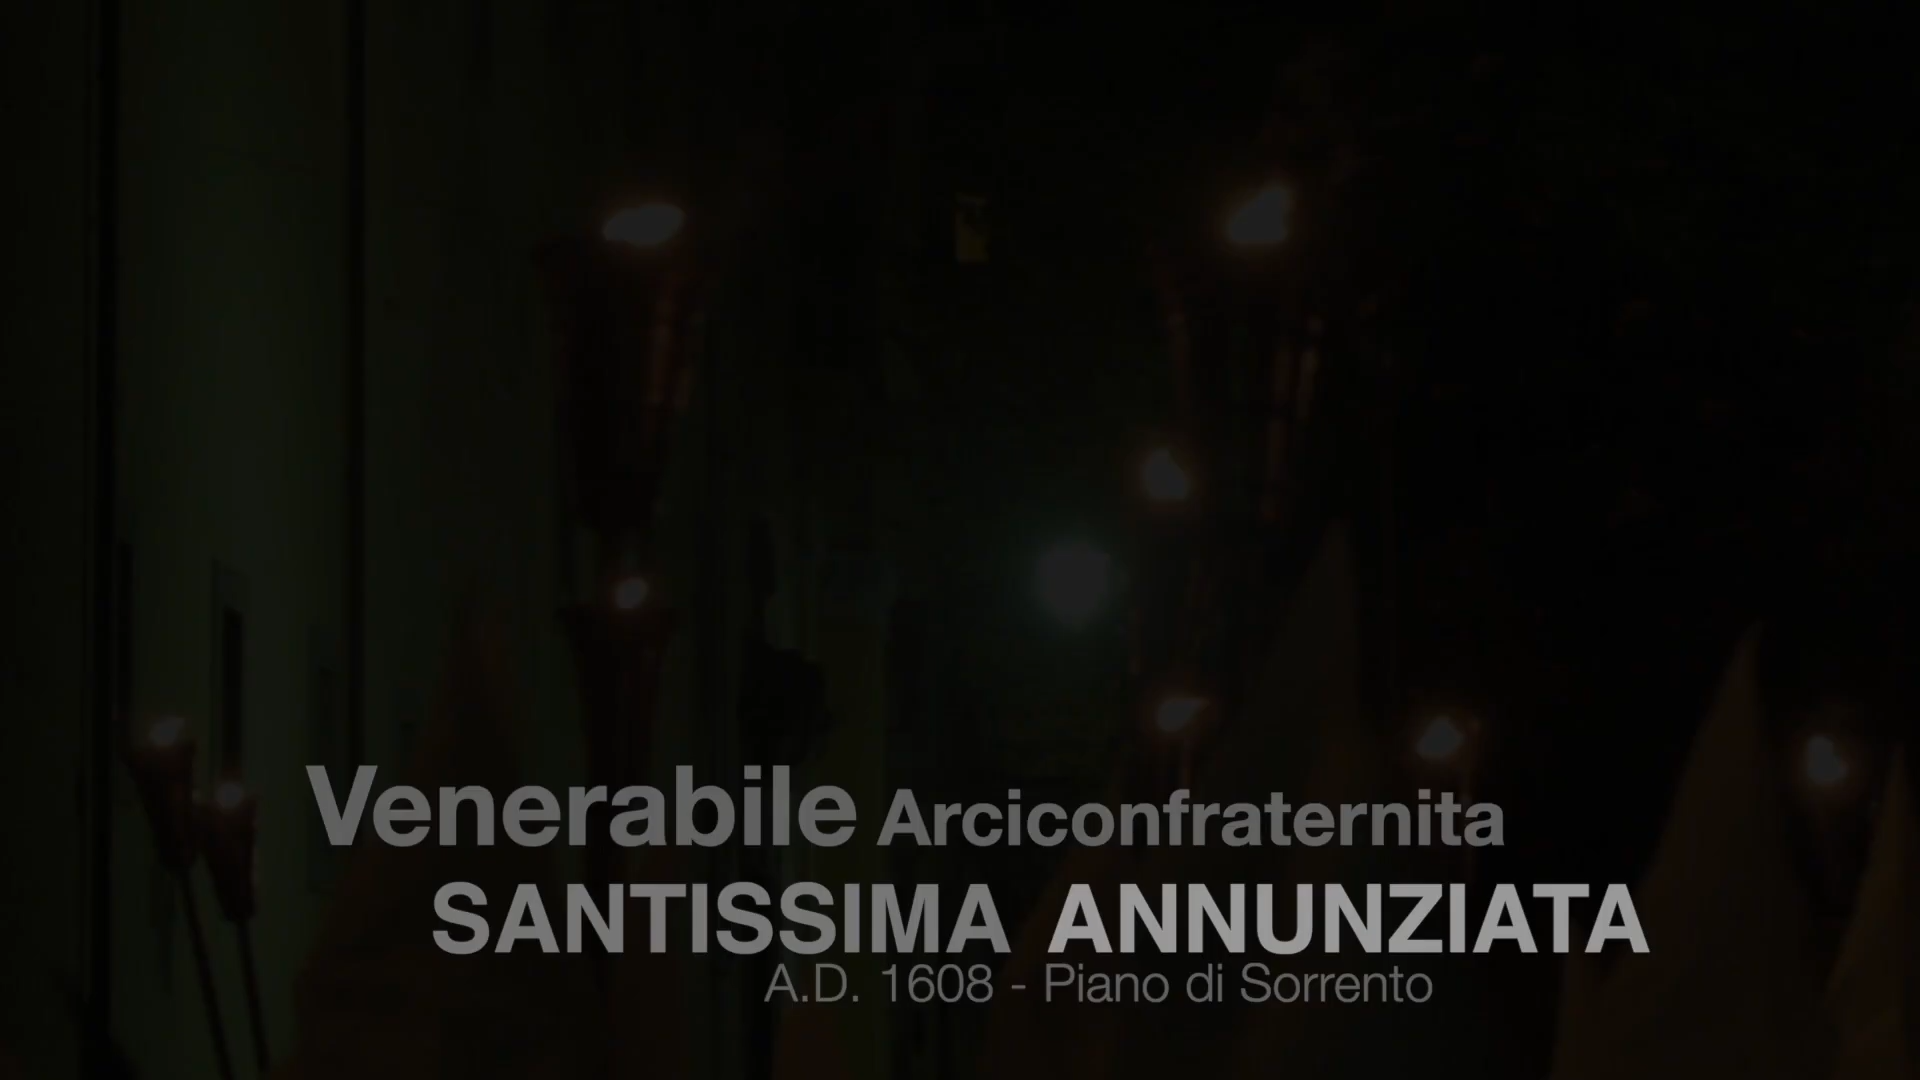 Venerabile Arciconfraternita
SANTISSIMA ANNUNZIATA
A.D. 1608 - Piano di Sorrento